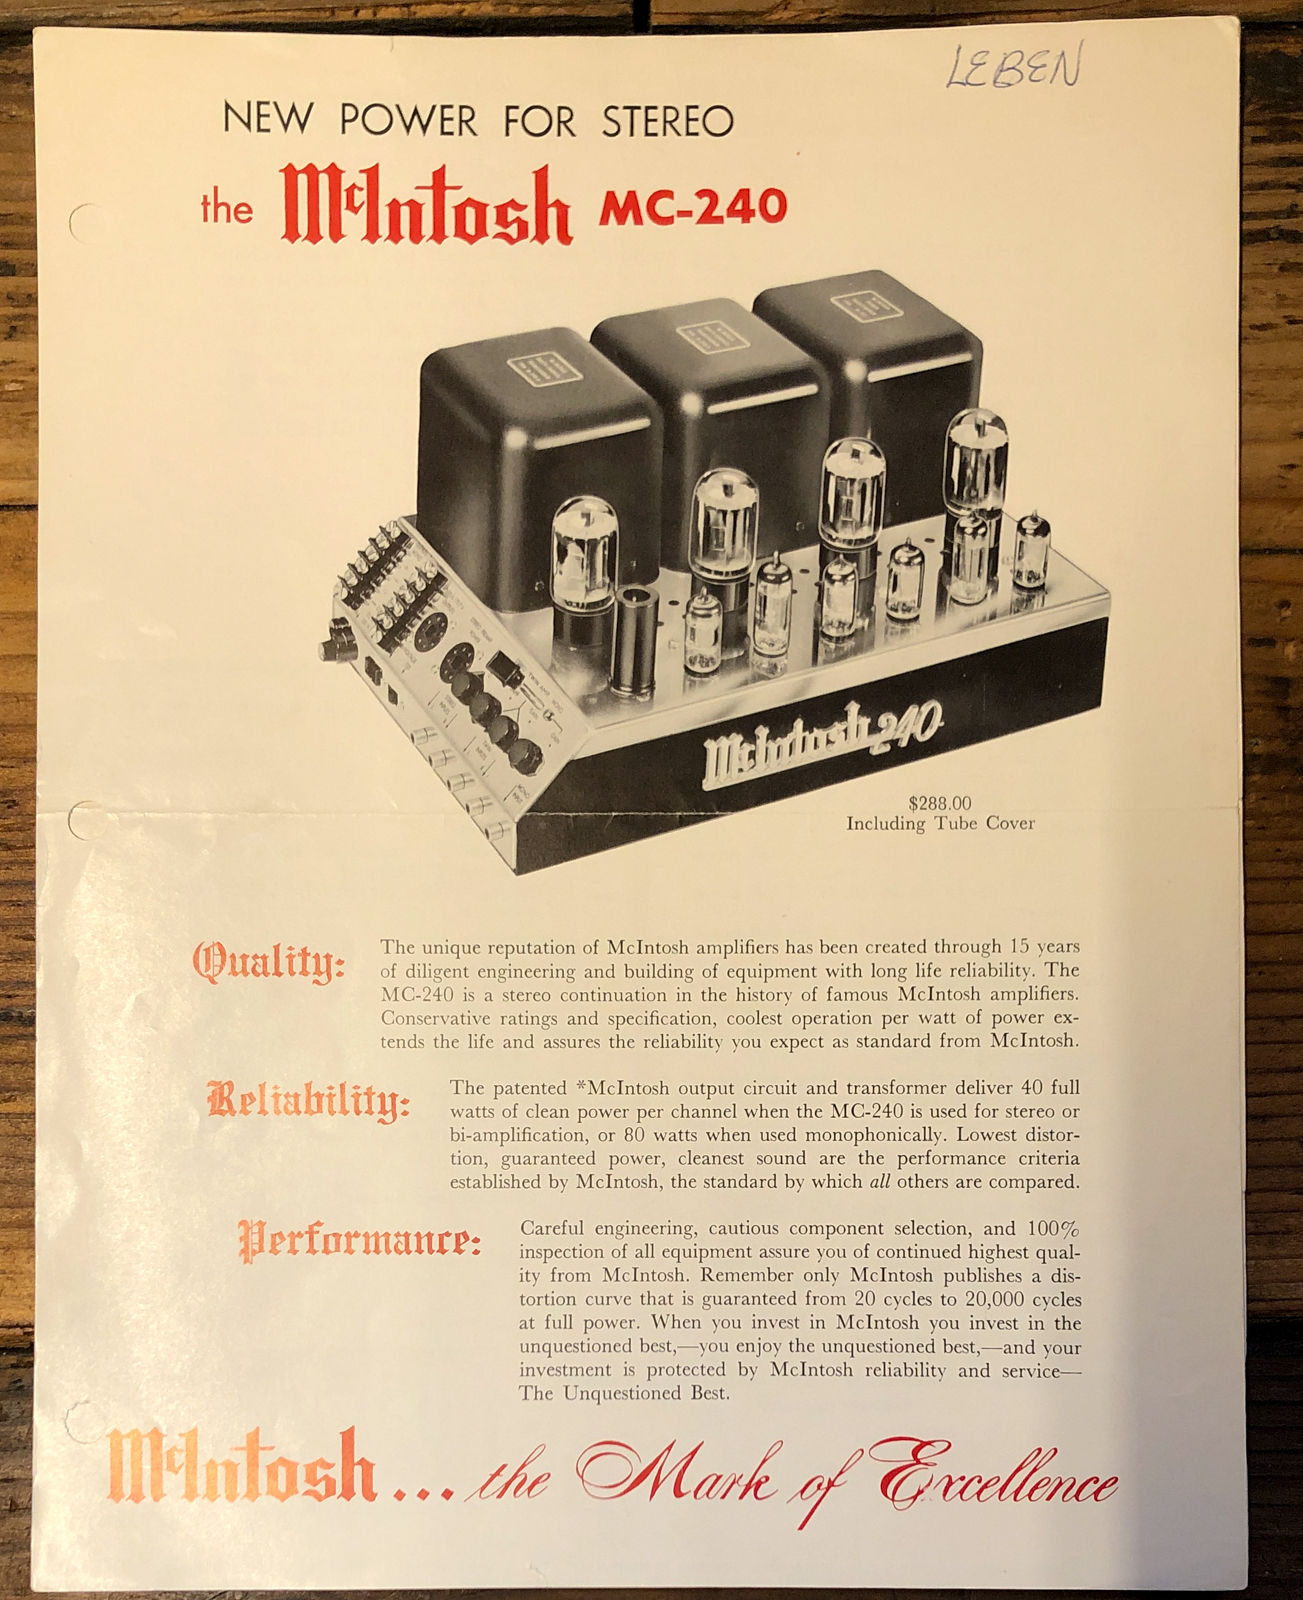 LEBEN
NEW POWER FOR STEREO
the McIntosh MC-240
McIntosh 240
$288.00
Including Tube Cover
Quality:
The unique reputation of McIntosh amplifiers has been created through 15 years
of diligent engineering and building of equipment with long life reliability. The
MC-240 is a stereo continuation in the history of famous McIntosh amplifiers.
Conservative ratings and specification, coolest operation per watt of power ex-
tends the life and assures the reliability you expect as standard from McIntosh.
Reliability:
The patented *McIntosh output circuit and transformer deliver 40 full
watts of clean power per channel when the MC-240 is used for stereo or
bi-amplification, or 80 watts when used monophonically. Lowest distor-
tion, guaranteed power, cleanest sound are the performance criteria
established by McIntosh, the standard by which all others are compared.
Performance:
Careful engineering, cautious component selection, and 100%
inspection of all equipment assure you of continued highest qual-
ity from McIntosh. Remember only McIntosh publishes a dis-
tortion curve that is guaranteed from 20 cycles to 20,000 cycles
at full power. When you invest in McIntosh you invest in the
unquestioned best,—you enjoy the unquestioned best,—and your
investment is protected by McIntosh reliability and service—
The Unquestioned Best.
McIntosh... the Mark of Excellence